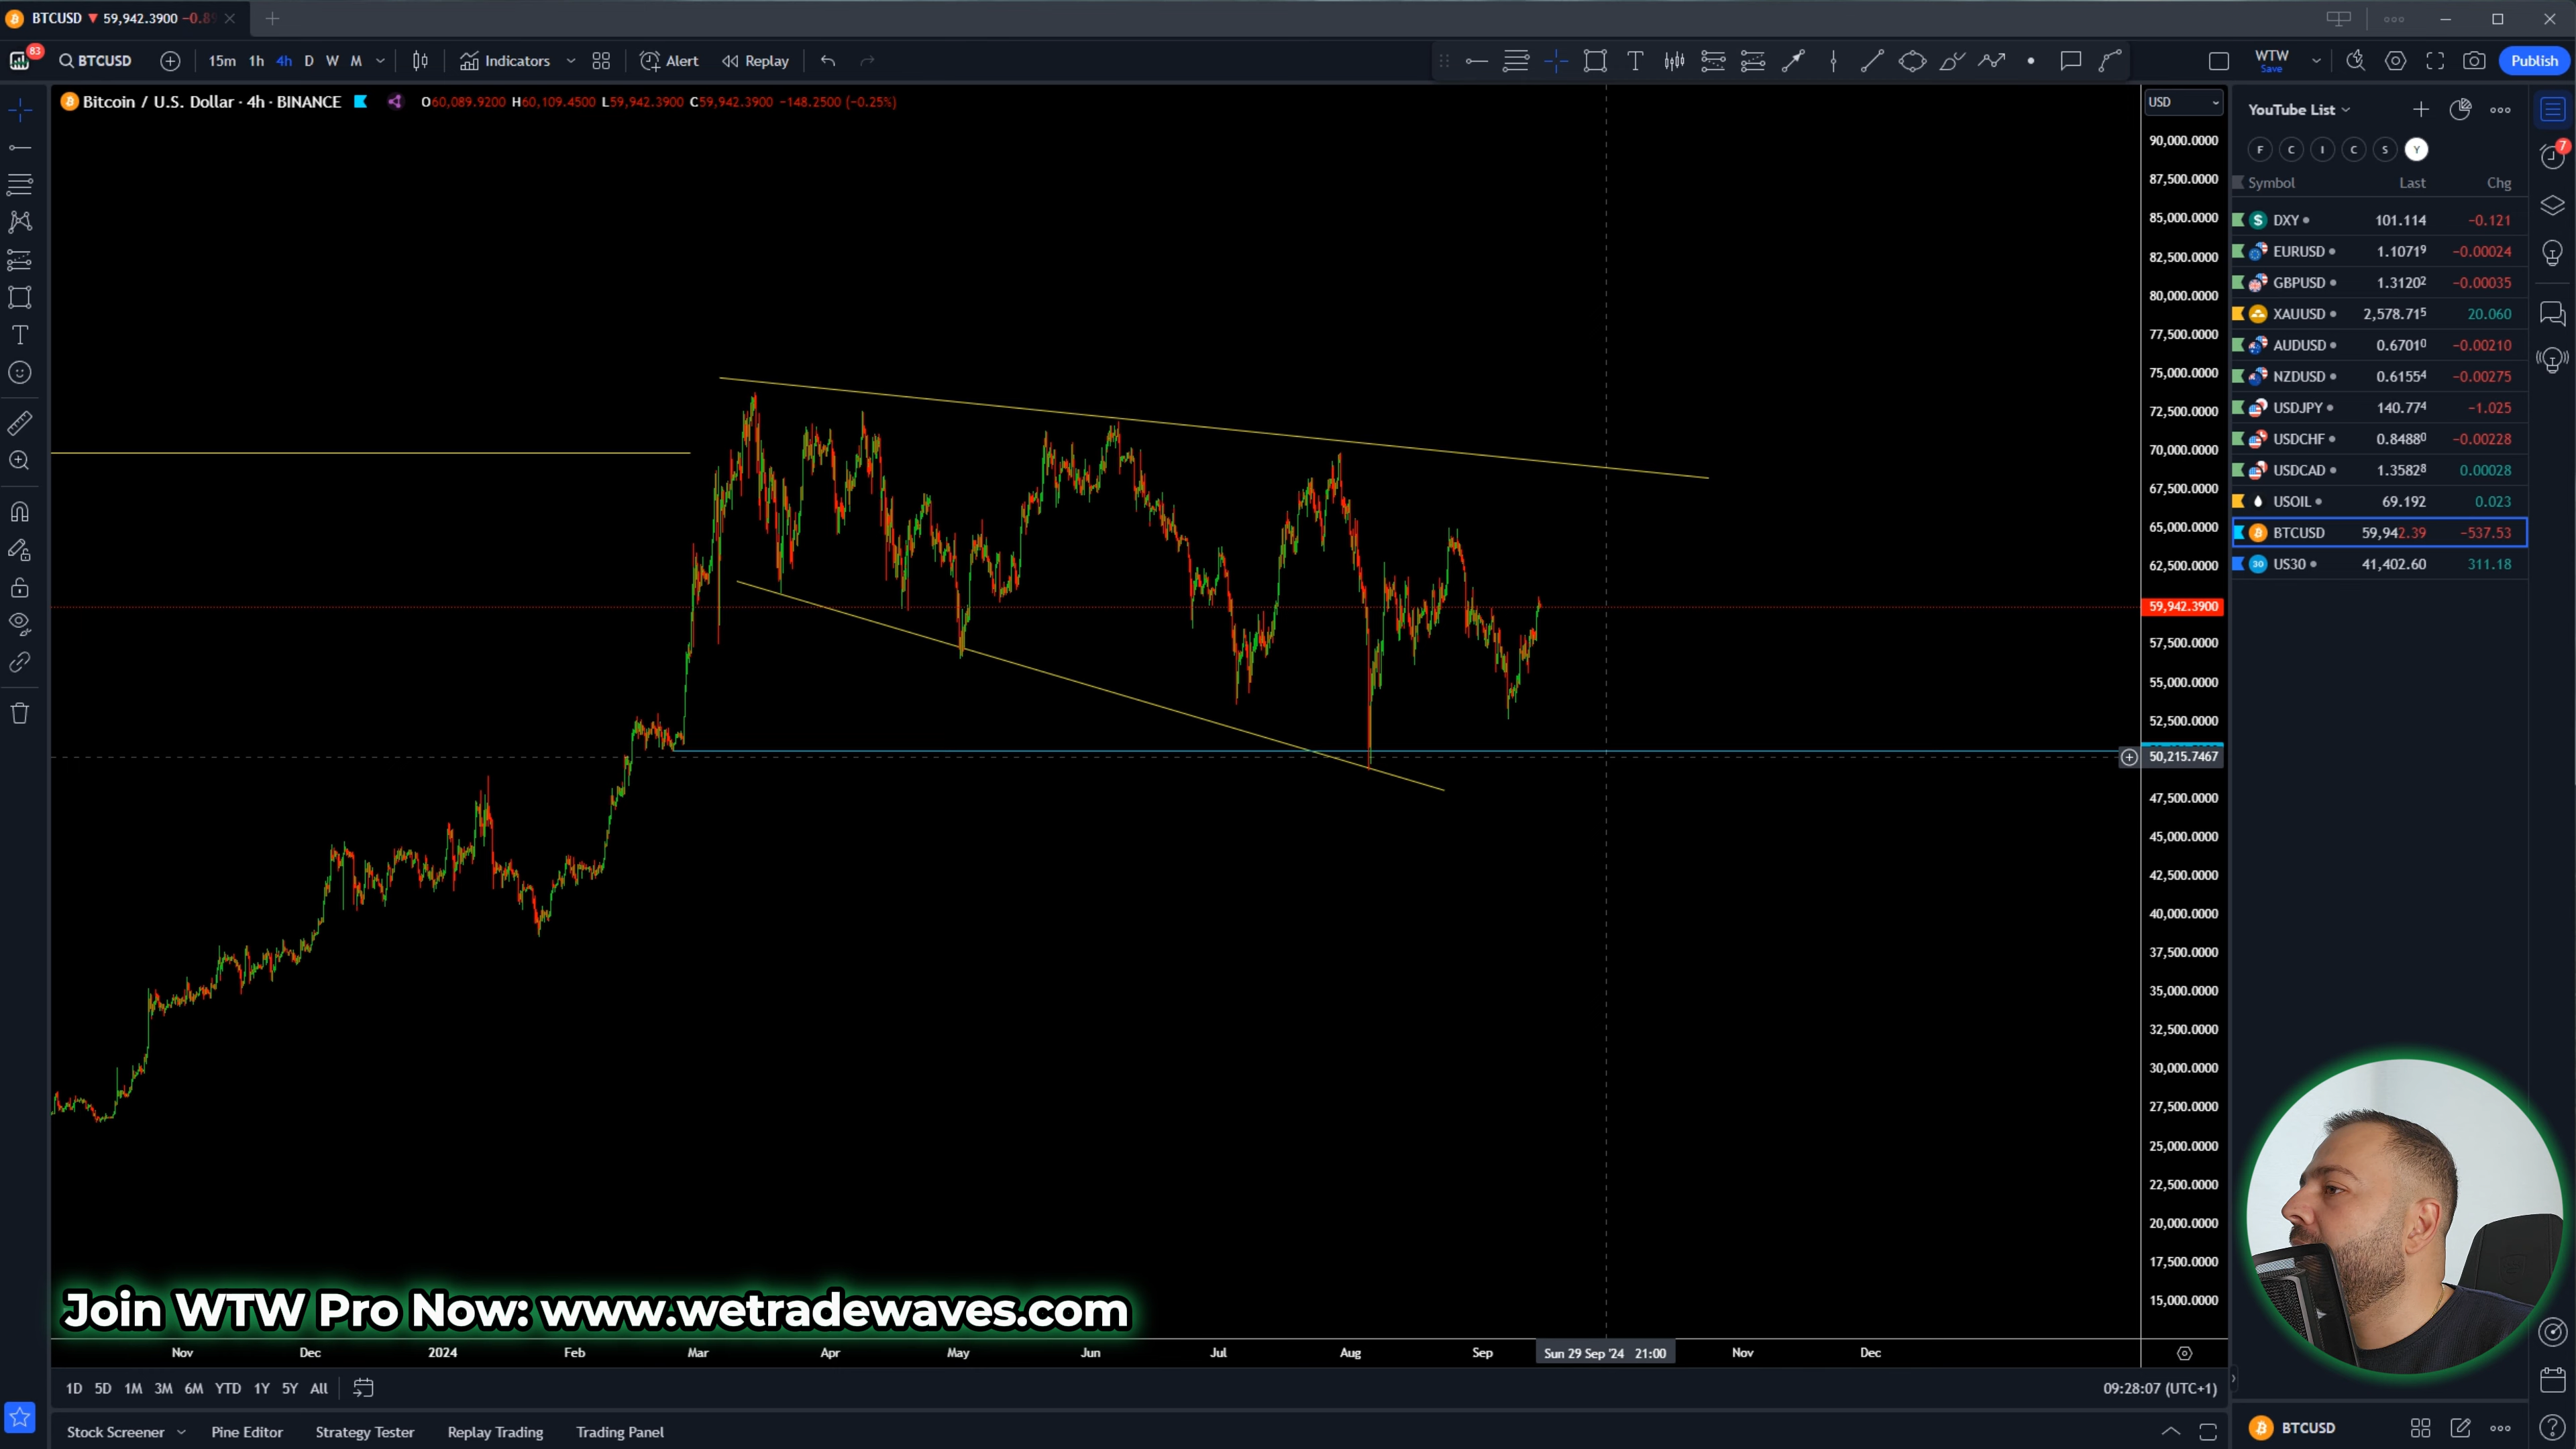 BTCUSD ▼ 59,942.3900 −0.89
83
BTCUSD 15m 1h 4h D W M Indicators Alert Replay
WTW
Save
Publish
Bitcoin / U.S. Dollar · 4h · BINANCE O60,089.9200 H60,109.4500 L59,942.3900 C59,942.3900 −148.2500 (−0.25%)
USD
90,000.0000
87,500.0000
85,000.0000
82,500.0000
80,000.0000
77,500.0000
75,000.0000
72,500.0000
70,000.0000
67,500.0000
65,000.0000
62,500.0000
59,942.3900
57,500.0000
55,000.0000
52,500.0000
50,215.7467
47,500.0000
45,000.0000
42,500.0000
40,000.0000
37,500.0000
35,000.0000
32,500.0000
30,000.0000
27,500.0000
25,000.0000
22,500.0000
20,000.0000
17,500.0000
15,000.0000
YouTube List
7
F C I C S Y
Symbol Last Chg
DXY 101.114 −0.121
EURUSD 1.10719 −0.00024
GBPUSD 1.31202 −0.00035
XAUUSD 2,578.715 20.060
AUDUSD 0.67010 −0.00210
NZDUSD 0.61554 −0.00275
USDJPY 140.774 −1.025
USDCHF 0.84880 −0.00228
USDCAD 1.35828 0.00028
USOIL 69.192 0.023
BTCUSD 59,942.39 −537.53
30 US30 41,402.60 311.18
Join WTW Pro Now: www.wetradewaves.com
Nov Dec 2024 Feb Mar Apr May Jun Jul Aug Sep Sun 29 Sep '24 21:00 Nov Dec
1D 5D 1M 3M 6M YTD 1Y 5Y All
09:28:07 (UTC+1)
Stock Screener Pine Editor Strategy Tester Replay Trading Trading Panel
BTCUSD